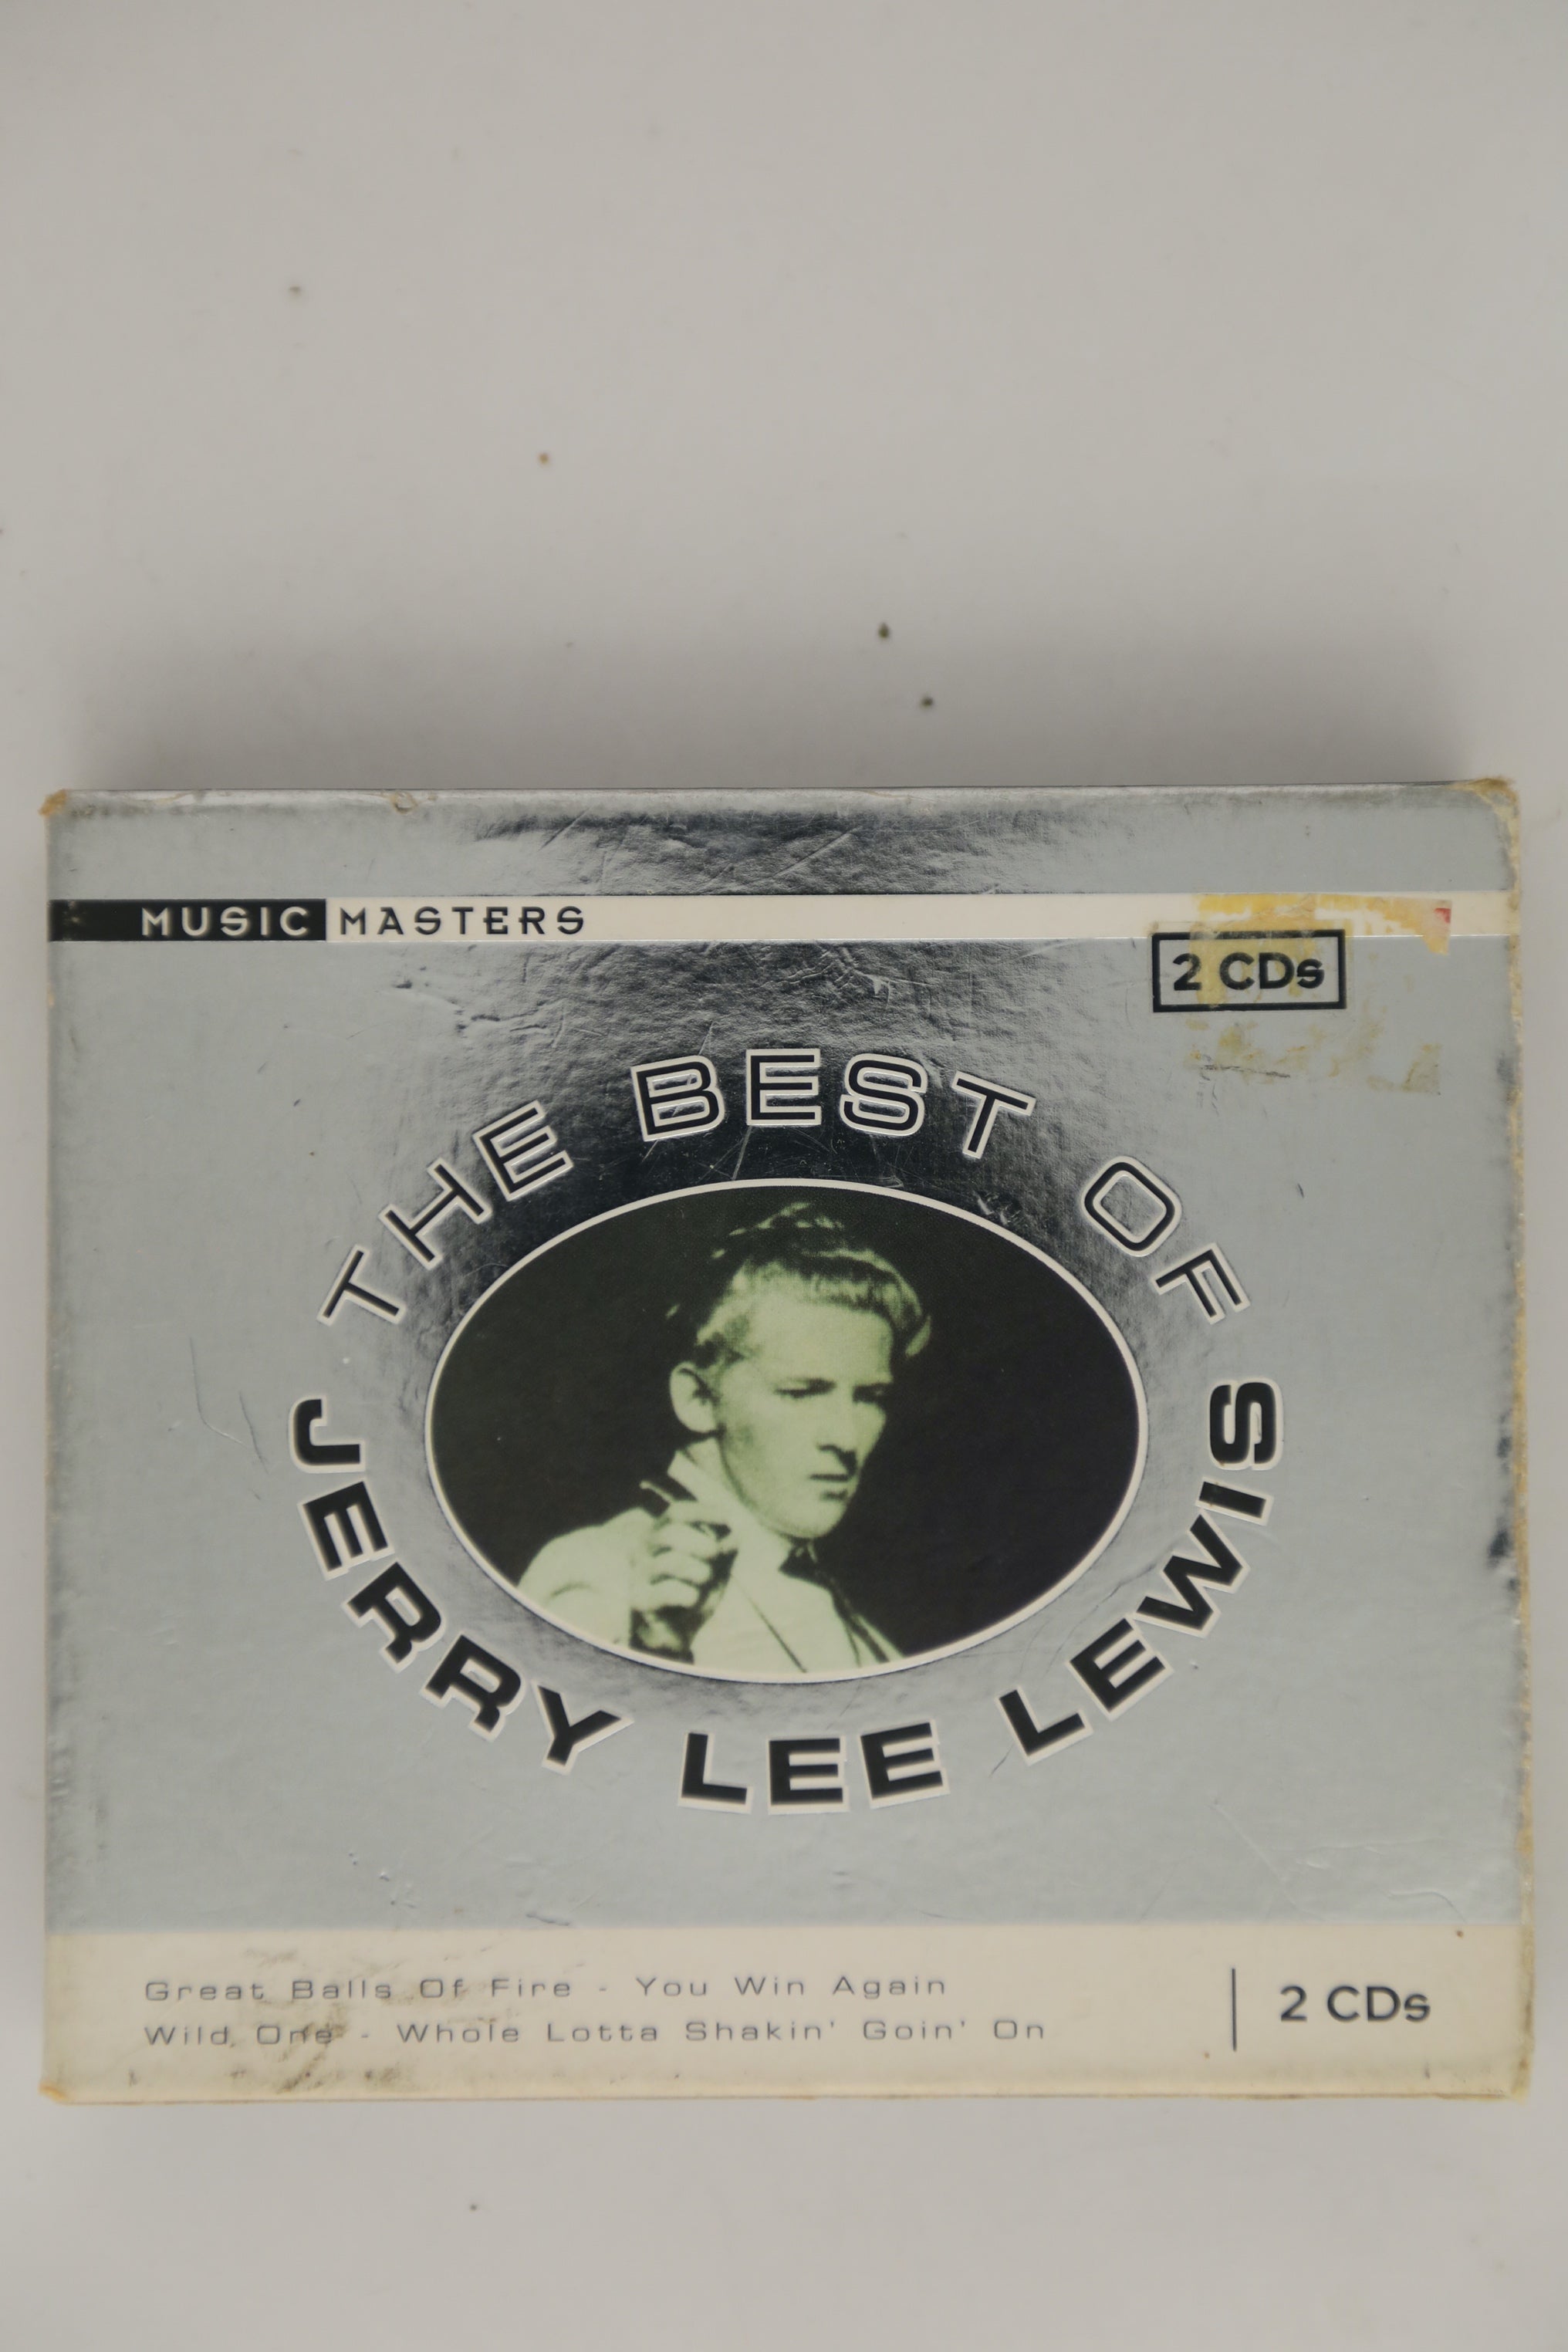 MUSIC MASTERS
2 CDs
THE BEST OF
JERRY LEE LEWIS
Great Balls Of Fire - You Win Again
Wild One - Whole Lotta Shakin' Goin' On
2 CDs